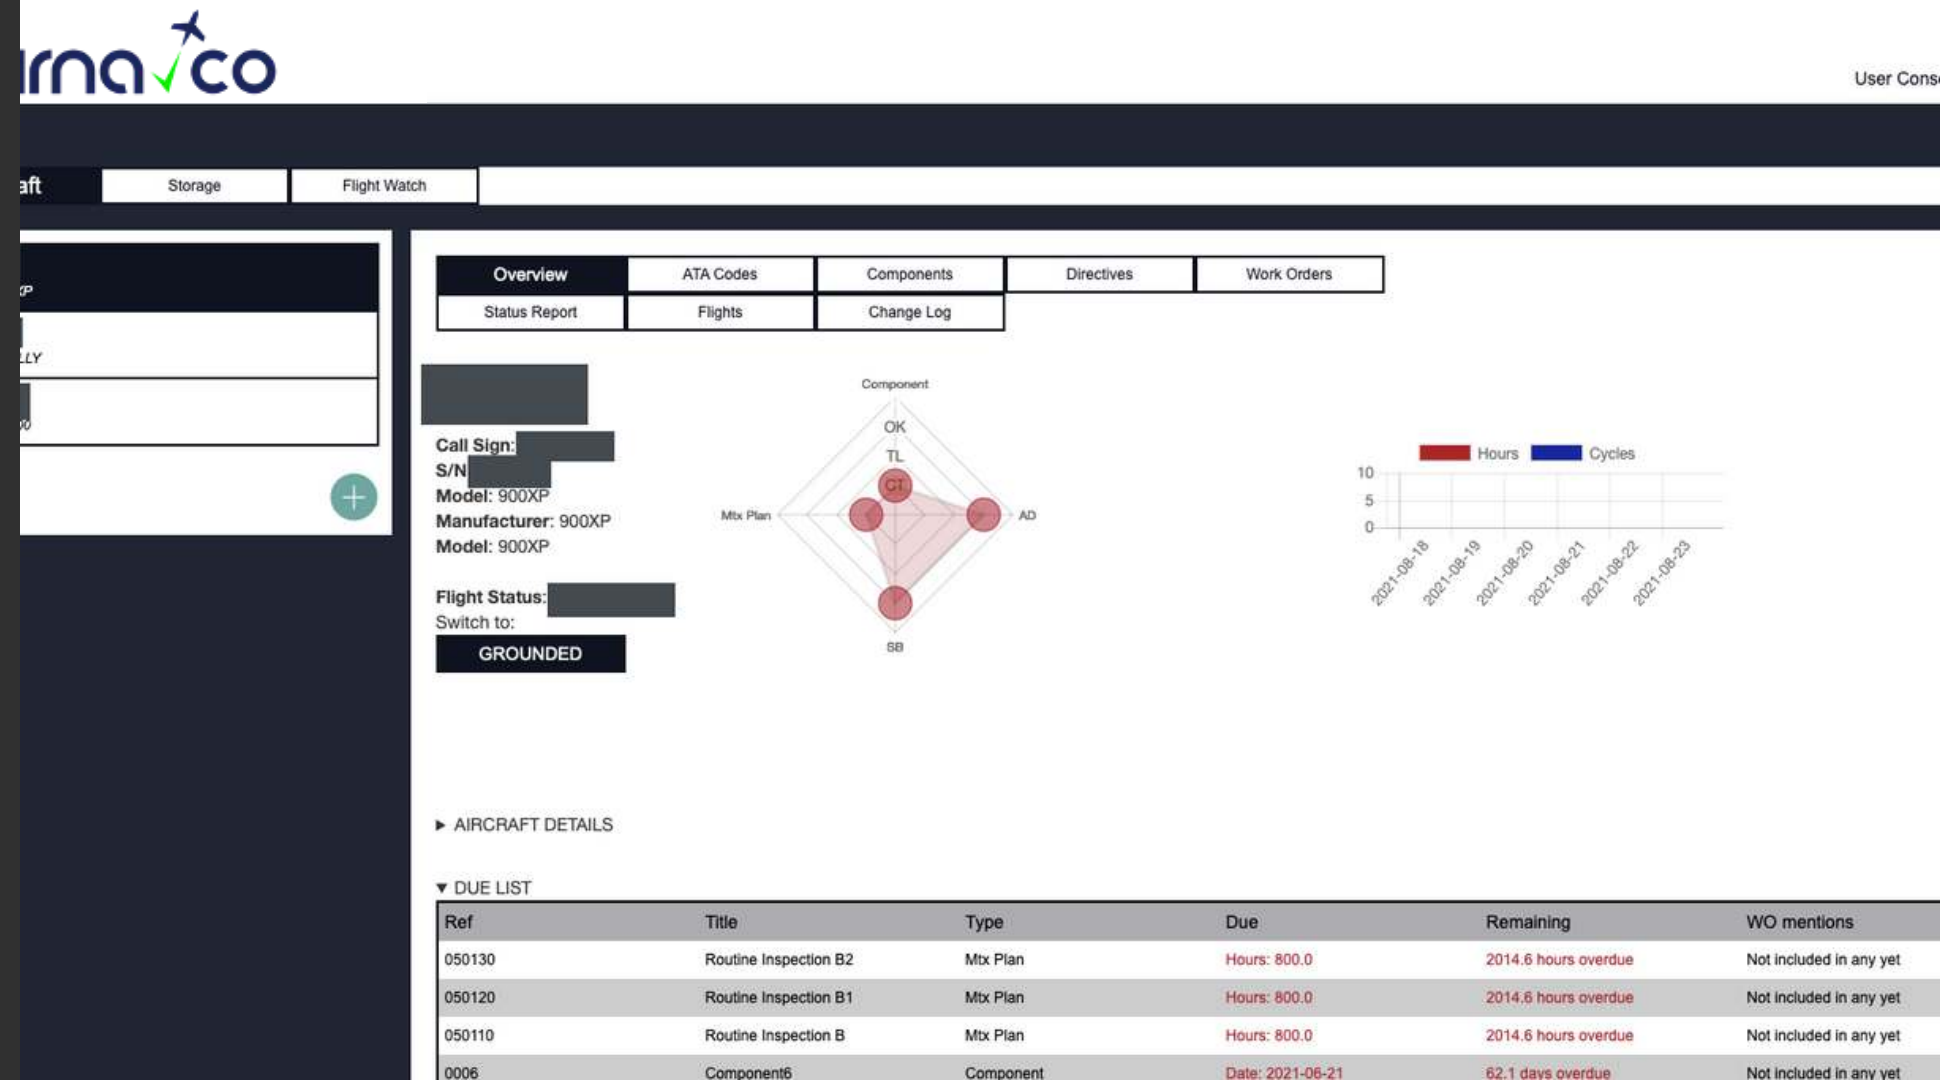 rna co
User Cons
aft
Storage
Flight Watch
XP
LLY
Overview
ATA Codes
Components
Directives
Work Orders
Status Report
Flights
Change Log
Call Sign:
S/N
Model: 900XP
Manufacturer: 900XP
Model: 900XP
Flight Status:
Switch to:
GROUNDED
Component
OK
TL
GT
Mtx Plan
AD
SB
Hours
Cycles
10
5
0
2021-08-18
2021-08-19
2021-08-20
2021-08-21
2021-08-22
2021-08-23
▶ AIRCRAFT DETAILS
▼ DUE LIST
Ref Title Type Due Remaining WO mentions
050130 Routine Inspection B2 Mtx Plan Hours: 800.0 2014.6 hours overdue Not included in any yet
050120 Routine Inspection B1 Mtx Plan Hours: 800.0 2014.6 hours overdue Not included in any yet
050110 Routine Inspection B Mtx Plan Hours: 800.0 2014.6 hours overdue Not included in any yet
0006 Component6 Component Date: 2021-06-21 62.1 days overdue Not included in any yet